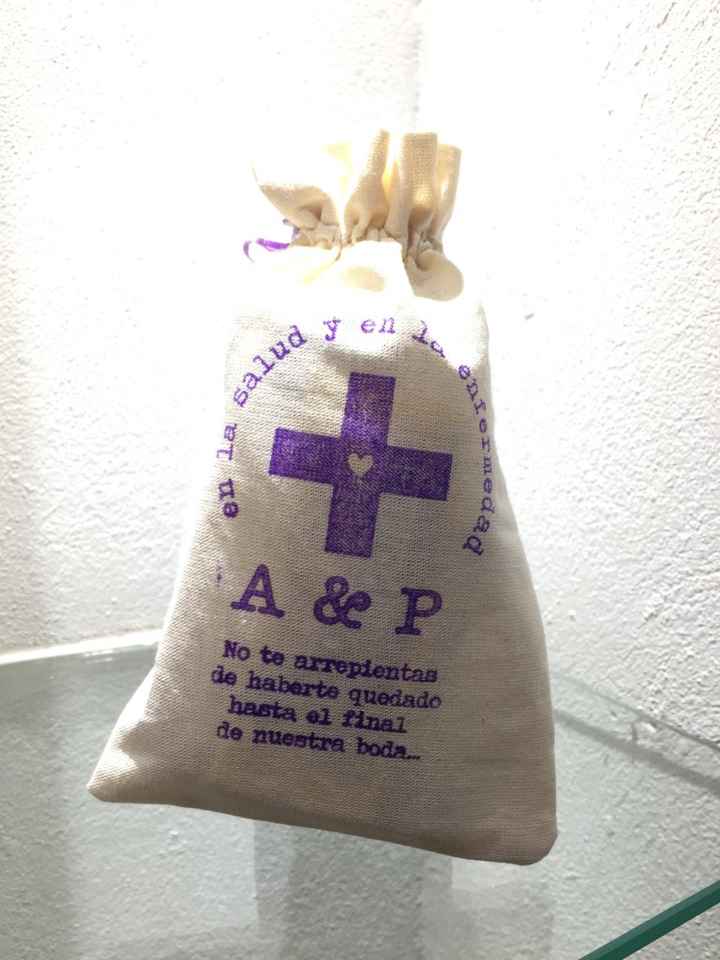 en la salud y en la enfermedad
A & P
No te arrepientas
de haberte quedado
hasta el final
de nuestra boda...